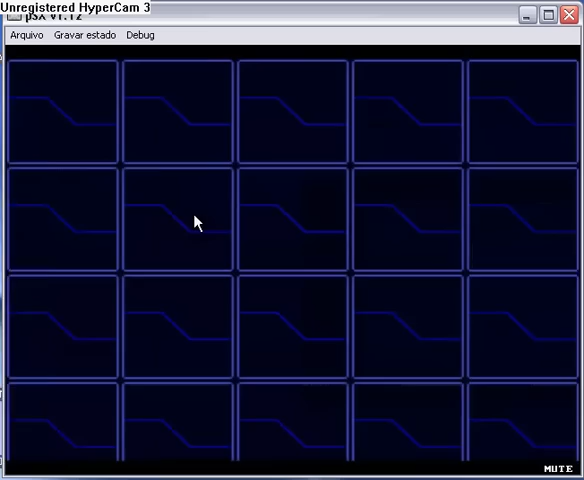 Unregistered HyperCam 3
pSX v1.12
Arquivo Gravar estado Debug
MUTE